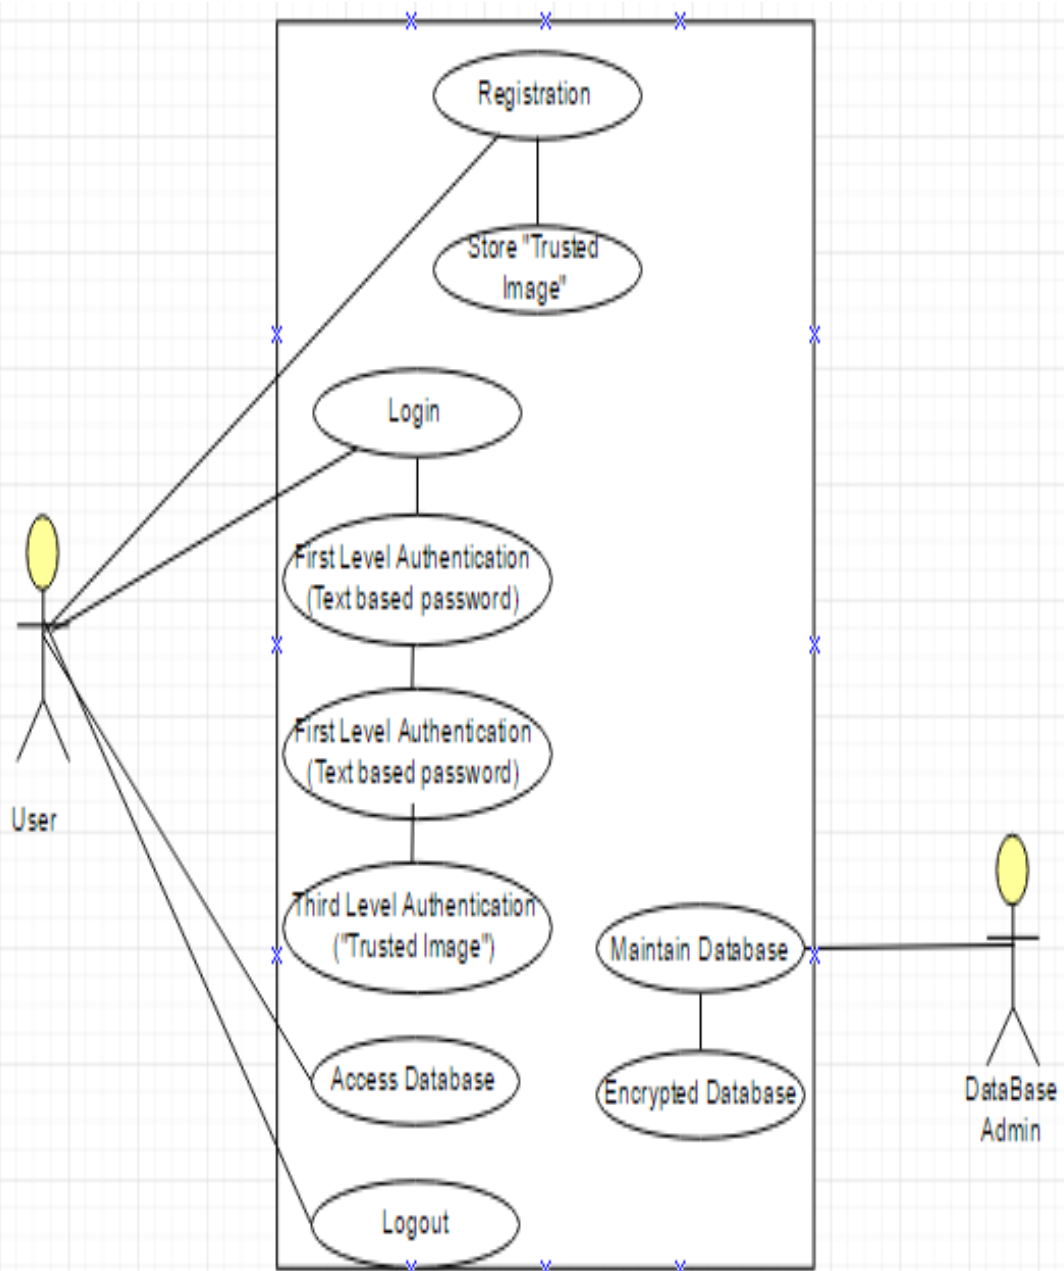 Registration
Store "Trusted
Image"
Login
First Level Authentication
(Text based password)
First Level Authentication
(Text based password)
User
Third Level Authentication
("Trusted Image")
Maintain Database
Access Database
Encrypted Database
DataBase
Admin
Logout